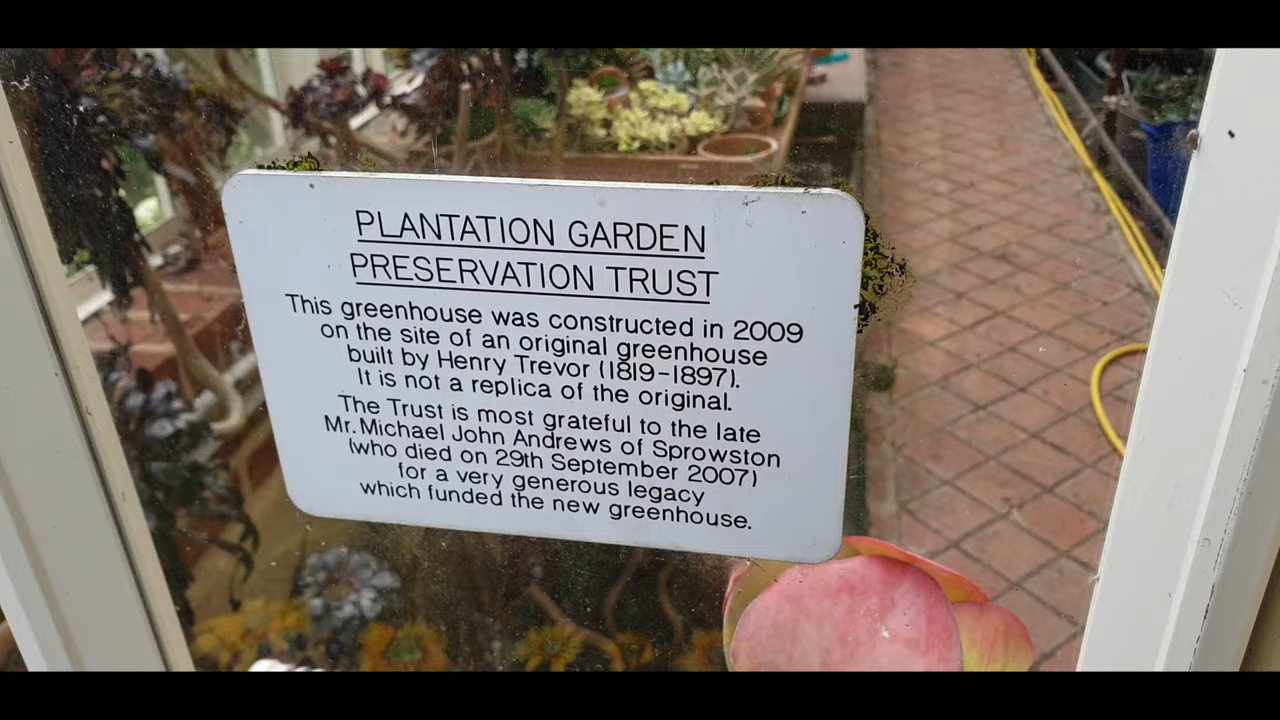 PLANTATION GARDEN
PRESERVATION TRUST
This greenhouse was constructed in 2009
on the site of an original greenhouse
built by Henry Trevor (1819-1897).
It is not a replica of the original.
The Trust is most grateful to the late
Mr. Michael John Andrews of Sprowston
(who died on 29th September 2007)
for a very generous legacy
which funded the new greenhouse.